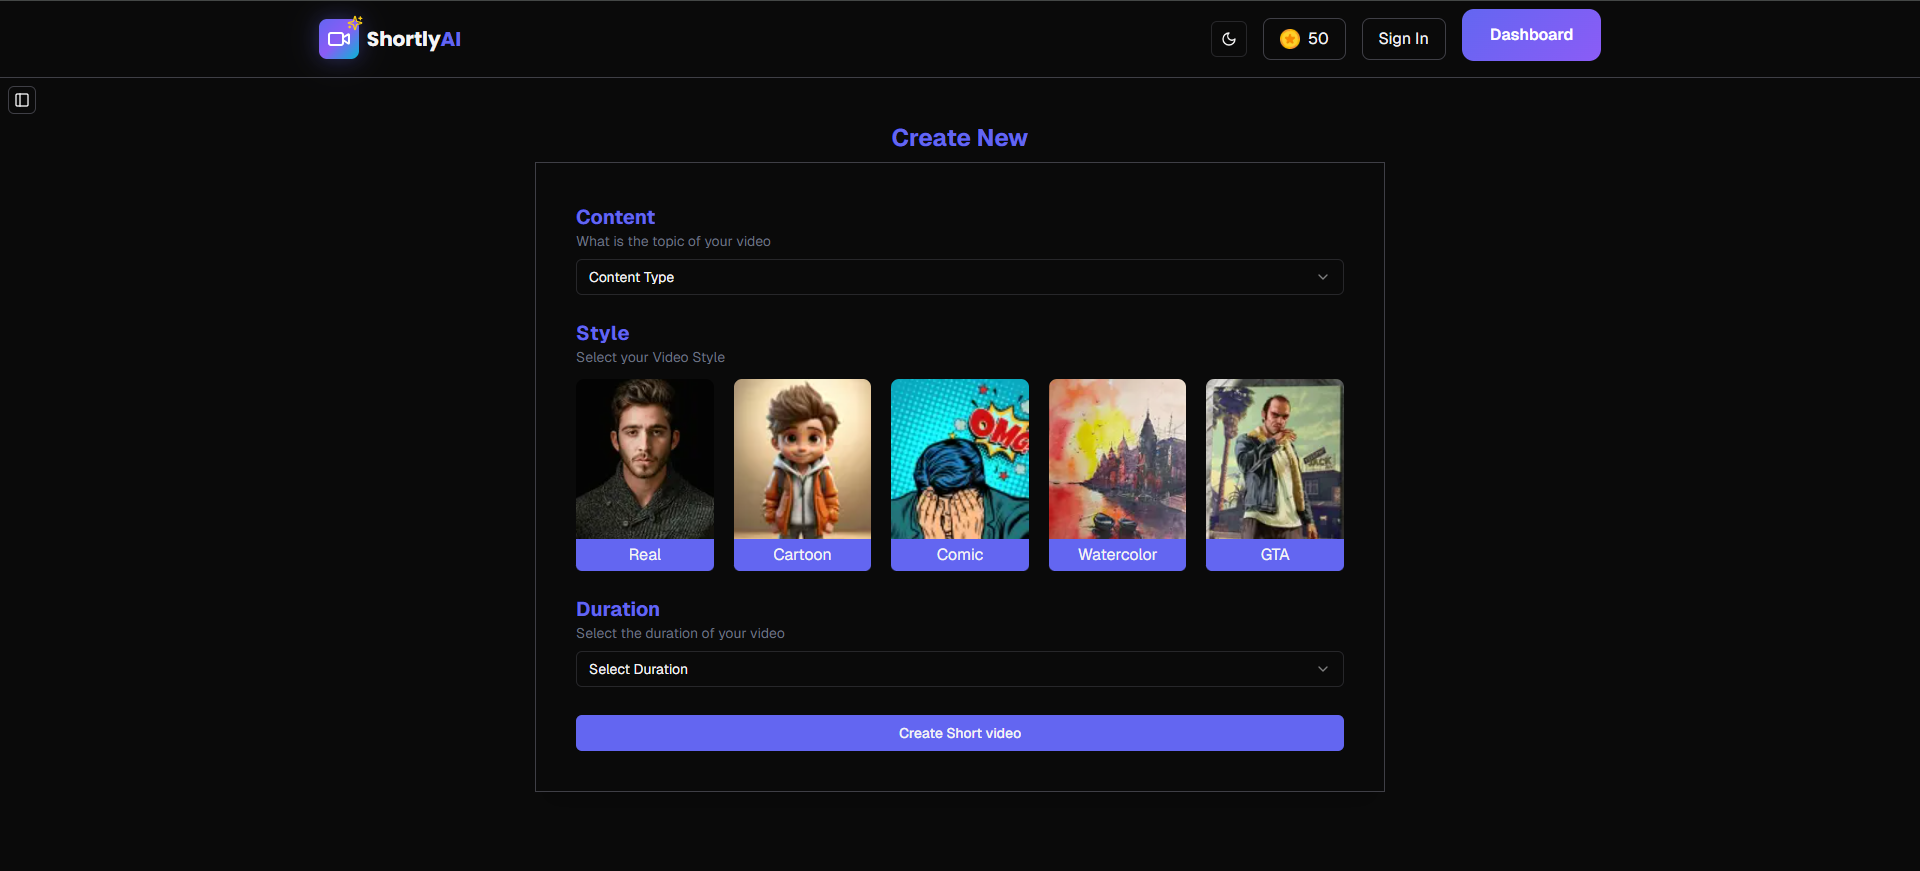 ShortlyAI
50
Sign In
Dashboard
Create New
Content
What is the topic of your video
Content Type
Style
Select your Video Style
OMG
Real
Cartoon
Comic
Watercolor
GTA
Duration
Select the duration of your video
Select Duration
Create Short video